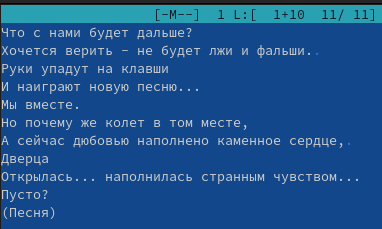 [-M--]  1 L:[  1+10  11/ 11]
Что с нами будет дальше?
Хочется верить - не будет лжи и фальши..
Руки упадут на клавши
И наиграют новую песню...
Мы вместе.
Но почему же колет в том месте,
А сейчас дюбовью наполнено каменное сердце,.
Дверца
Открылась... наполнилась странным чувством...
Пусто?
(Песня)